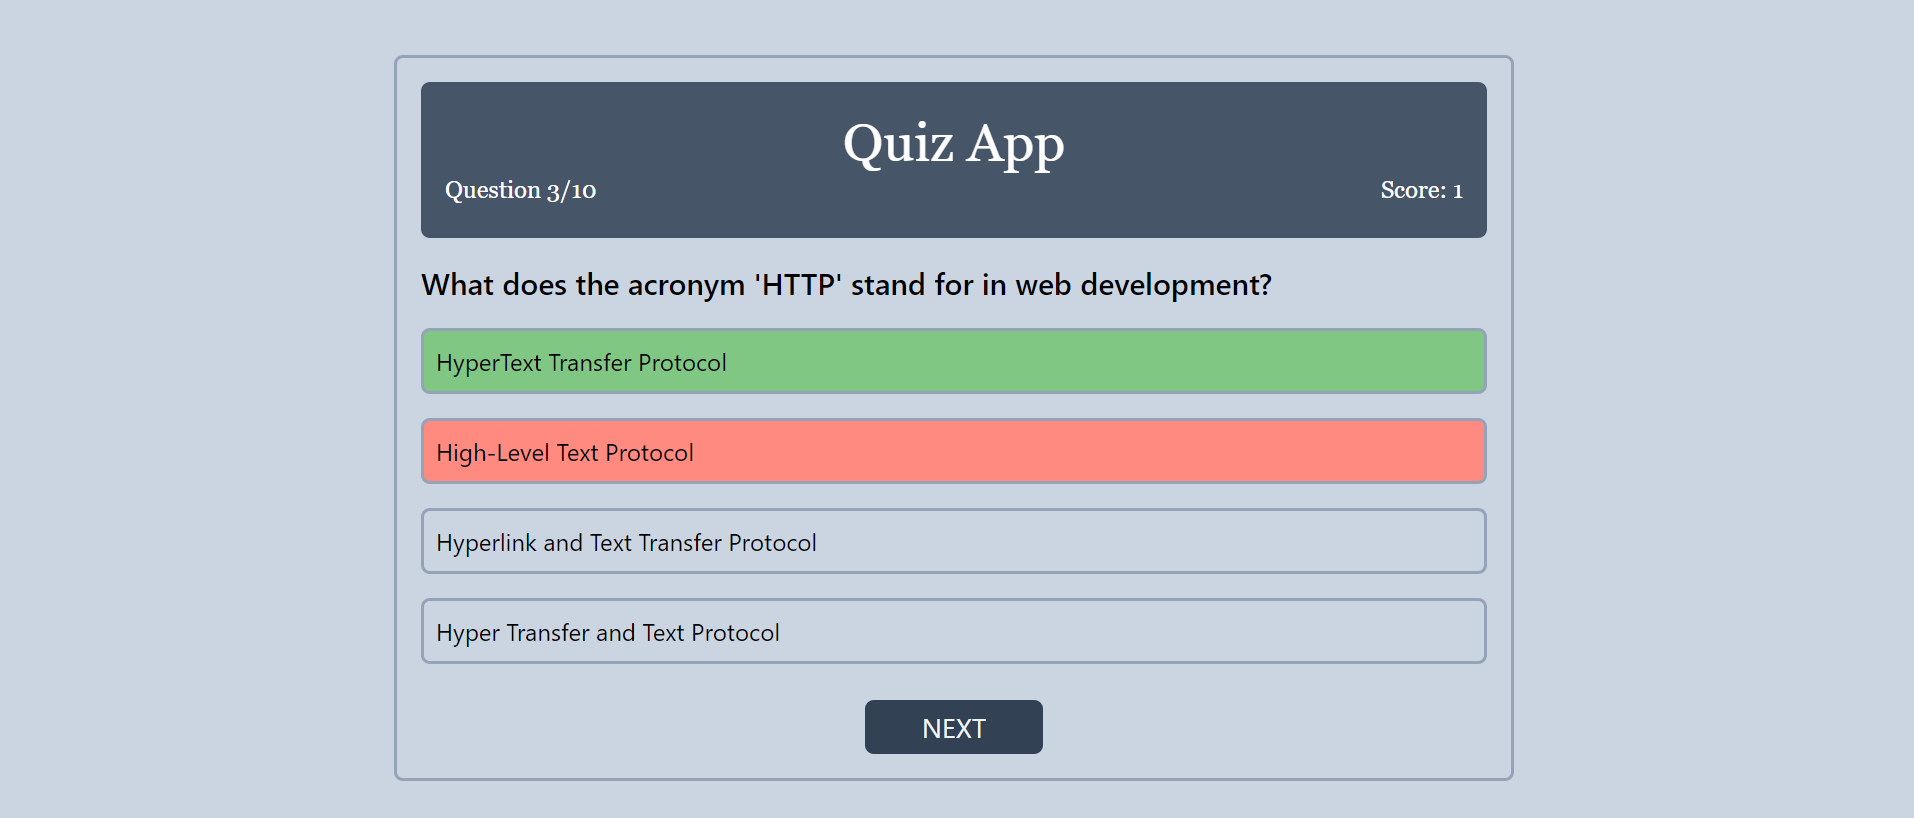 Quiz App
Question 3/10
Score: 1
What does the acronym 'HTTP' stand for in web development?
HyperText Transfer Protocol
High-Level Text Protocol
Hyperlink and Text Transfer Protocol
Hyper Transfer and Text Protocol
NEXT